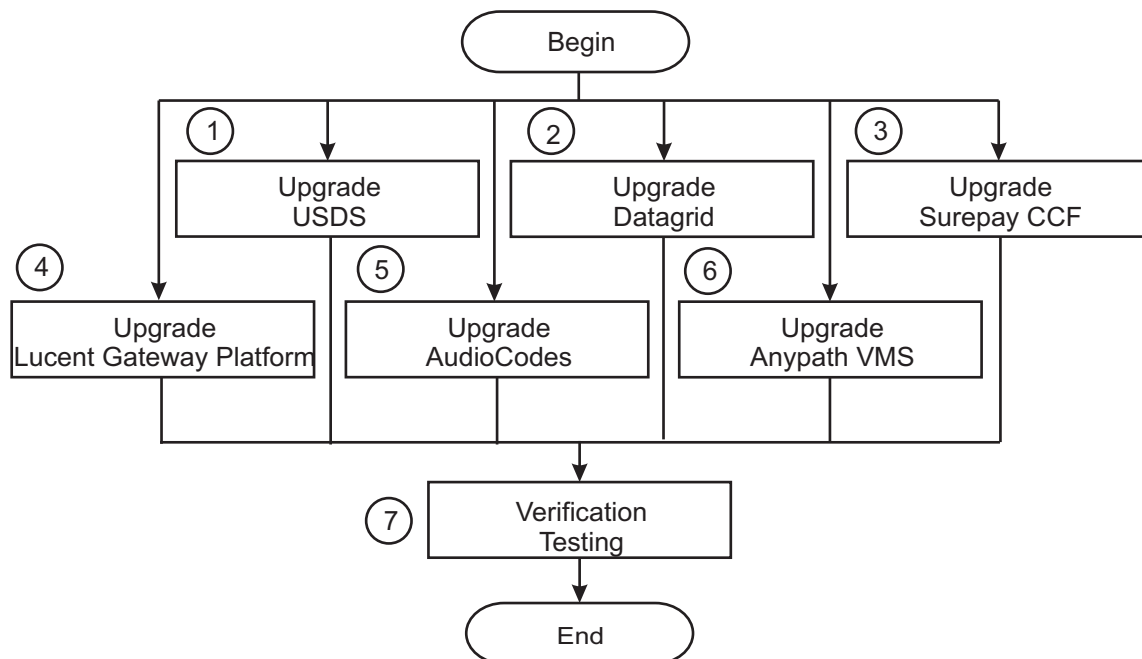 Begin
1
Upgrade
USDS
2
Upgrade
Datagrid
3
Upgrade
Surepay CCF
4
Upgrade
Lucent Gateway Platform
5
Upgrade
AudioCodes
6
Upgrade
Anypath VMS
7
Verification
Testing
End